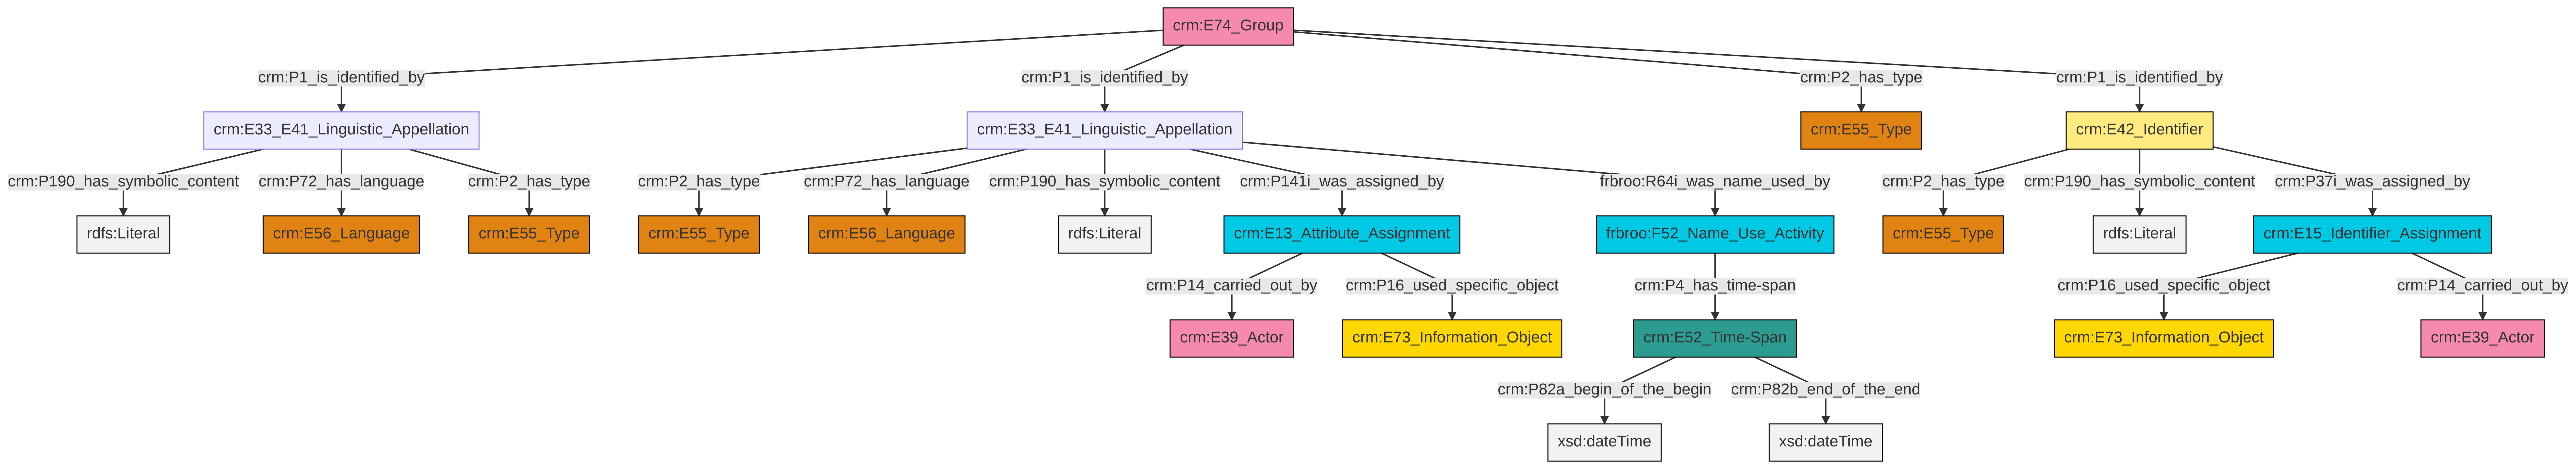 crm:E74_Group
crm:P1_is_identified_by
crm:P1_is_identified_by
crm:P2_has_type
crm:P1_is_identified_by
crm:E33_E41_Linguistic_Appellation
crm:E33_E41_Linguistic_Appellation
crm:E55_Type
crm:E42_Identifier
crm:P190_has_symbolic_content
crm:P72_has_language
crm:P2_has_type
crm:P2_has_type
crm:P72_has_language
crm:P190_has_symbolic_content
crm:P141i_was_assigned_by
frbroo:R64i_was_name_used_by
crm:P2_has_type
crm:P190_has_symbolic_content
crm:P37i_was_assigned_by
rdfs:Literal
crm:E56_Language
crm:E55_Type
crm:E55_Type
crm:E56_Language
rdfs:Literal
crm:E13_Attribute_Assignment
frbroo:F52_Name_Use_Activity
crm:E55_Type
rdfs:Literal
crm:E15_Identifier_Assignment
crm:P14_carried_out_by
crm:P16_used_specific_object
crm:P4_has_time-span
crm:P16_used_specific_object
crm:P14_carried_out_by
crm:E39_Actor
crm:E73_Information_Object
crm:E52_Time-Span
crm:E73_Information_Object
crm:E39_Actor
crm:P82a_begin_of_the_begin
crm:P82b_end_of_the_end
xsd:dateTime
xsd:dateTime